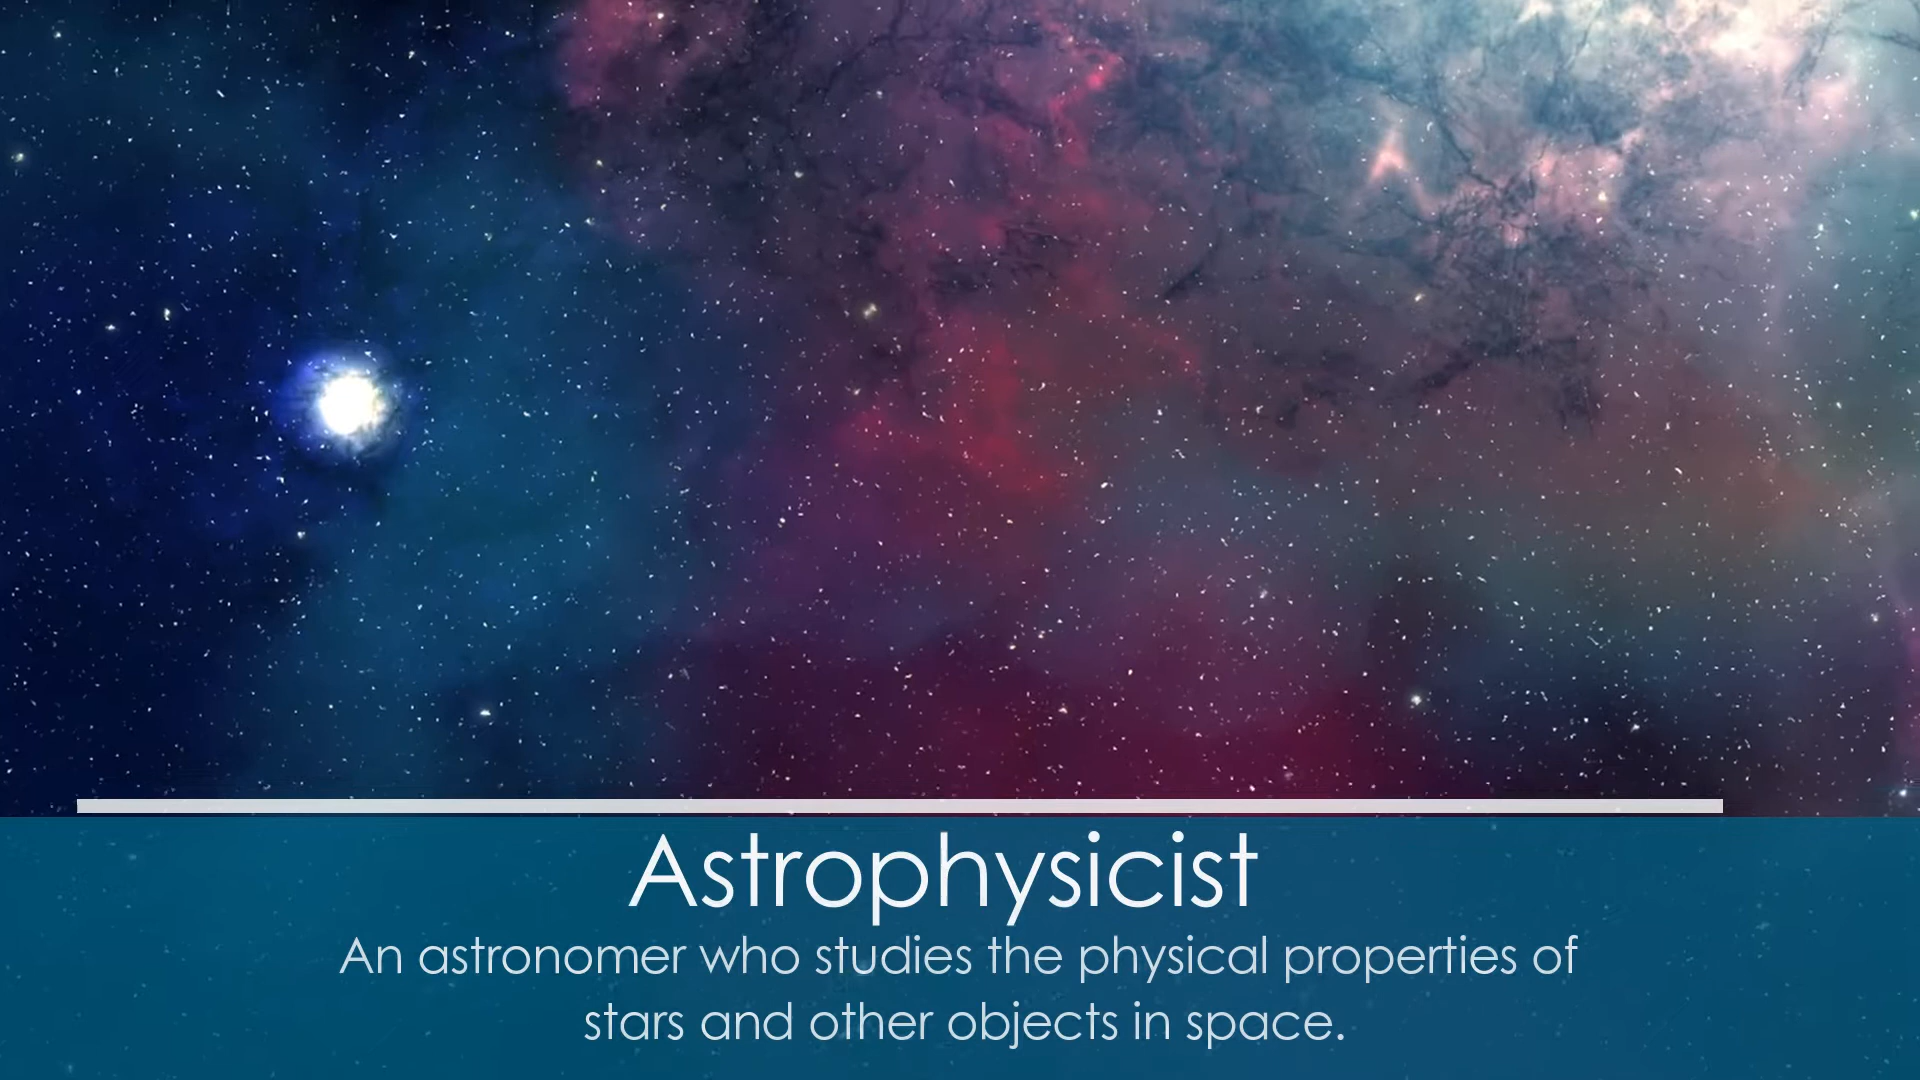 Astrophysicist
An astronomer who studies the physical properties of
stars and other objects in space.